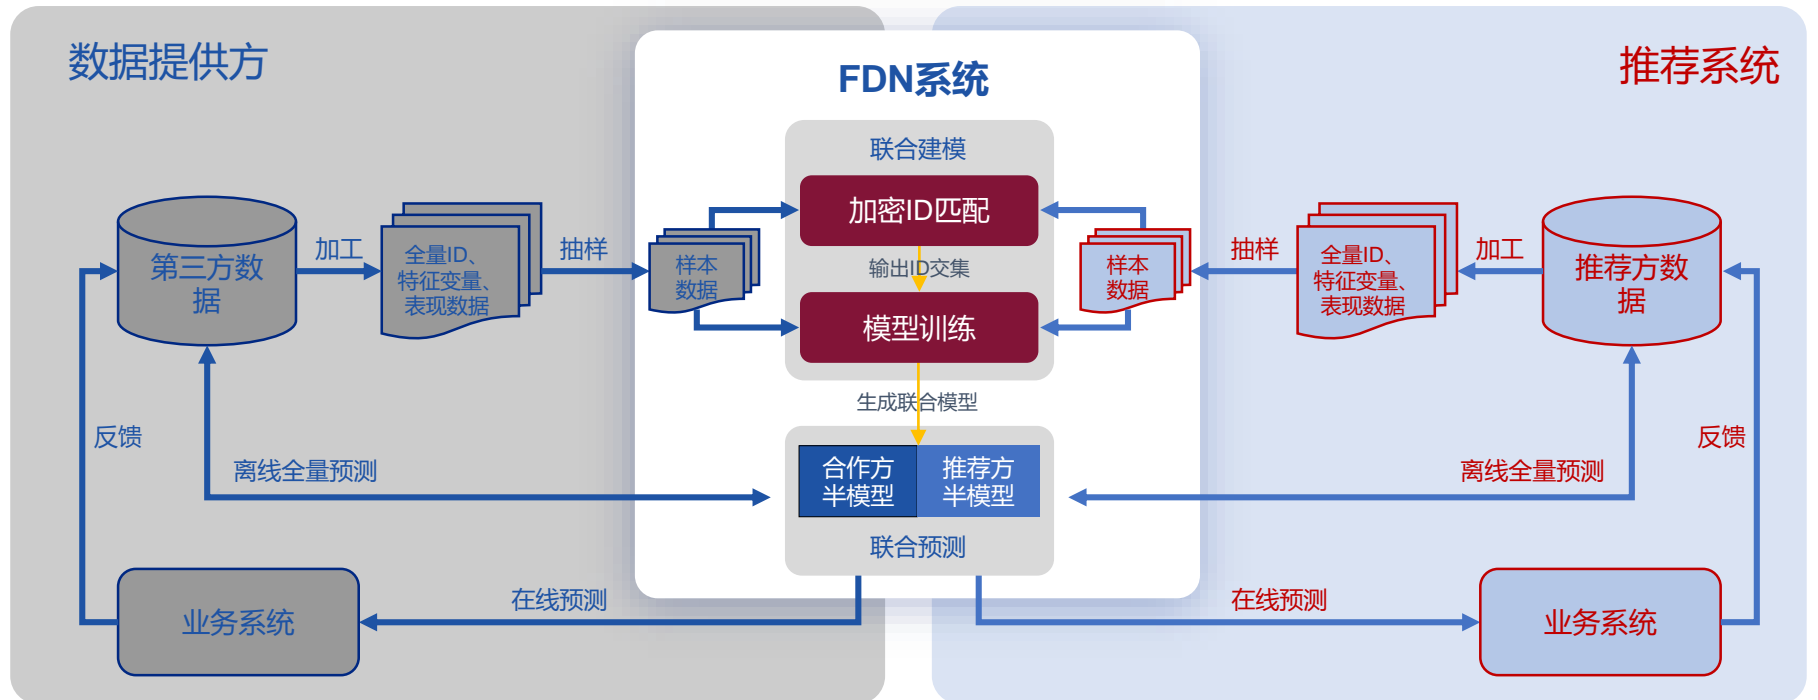 数据提供方
FDN系统
推荐系统
联合建模
加密ID匹配
输出ID交集
模型训练
生成联合模型
合作方
半模型
推荐方
半模型
联合预测
第三方数
据
加工
全量ID、
特征变量、
表现数据
抽样
样本
数据
反馈
离线全量预测
业务系统
在线预测
样本
数据
抽样
全量ID、
特征变量、
表现数据
加工
推荐方数
据
反馈
离线全量预测
在线预测
业务系统